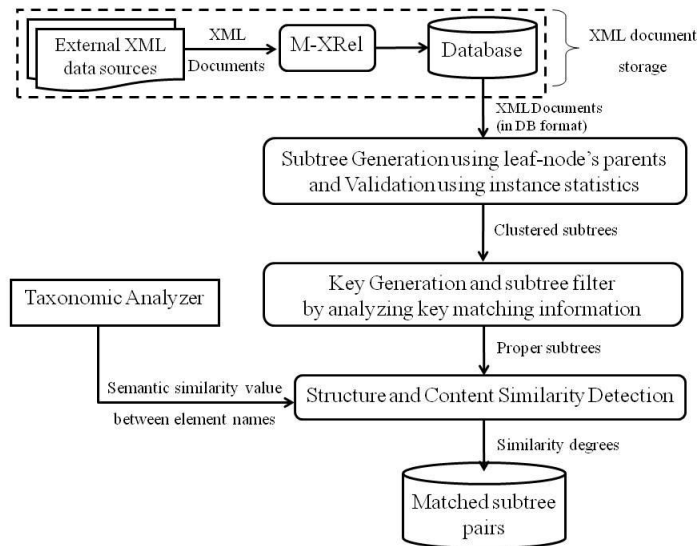 External XML
data sources
XML
Documents
M-XRel
Database
XML document
storage
XML Documents
(in DB format)
Subtree Generation using leaf-node's parents
and Validation using instance statistics
Clustered subtrees
Key Generation and subtree filter
by analyzing key matching information
Taxonomic Analyzer
Proper subtrees
Semantic similarity value
between element names
Structure and Content Similarity Detection
Similarity degrees
Matched subtree
pairs